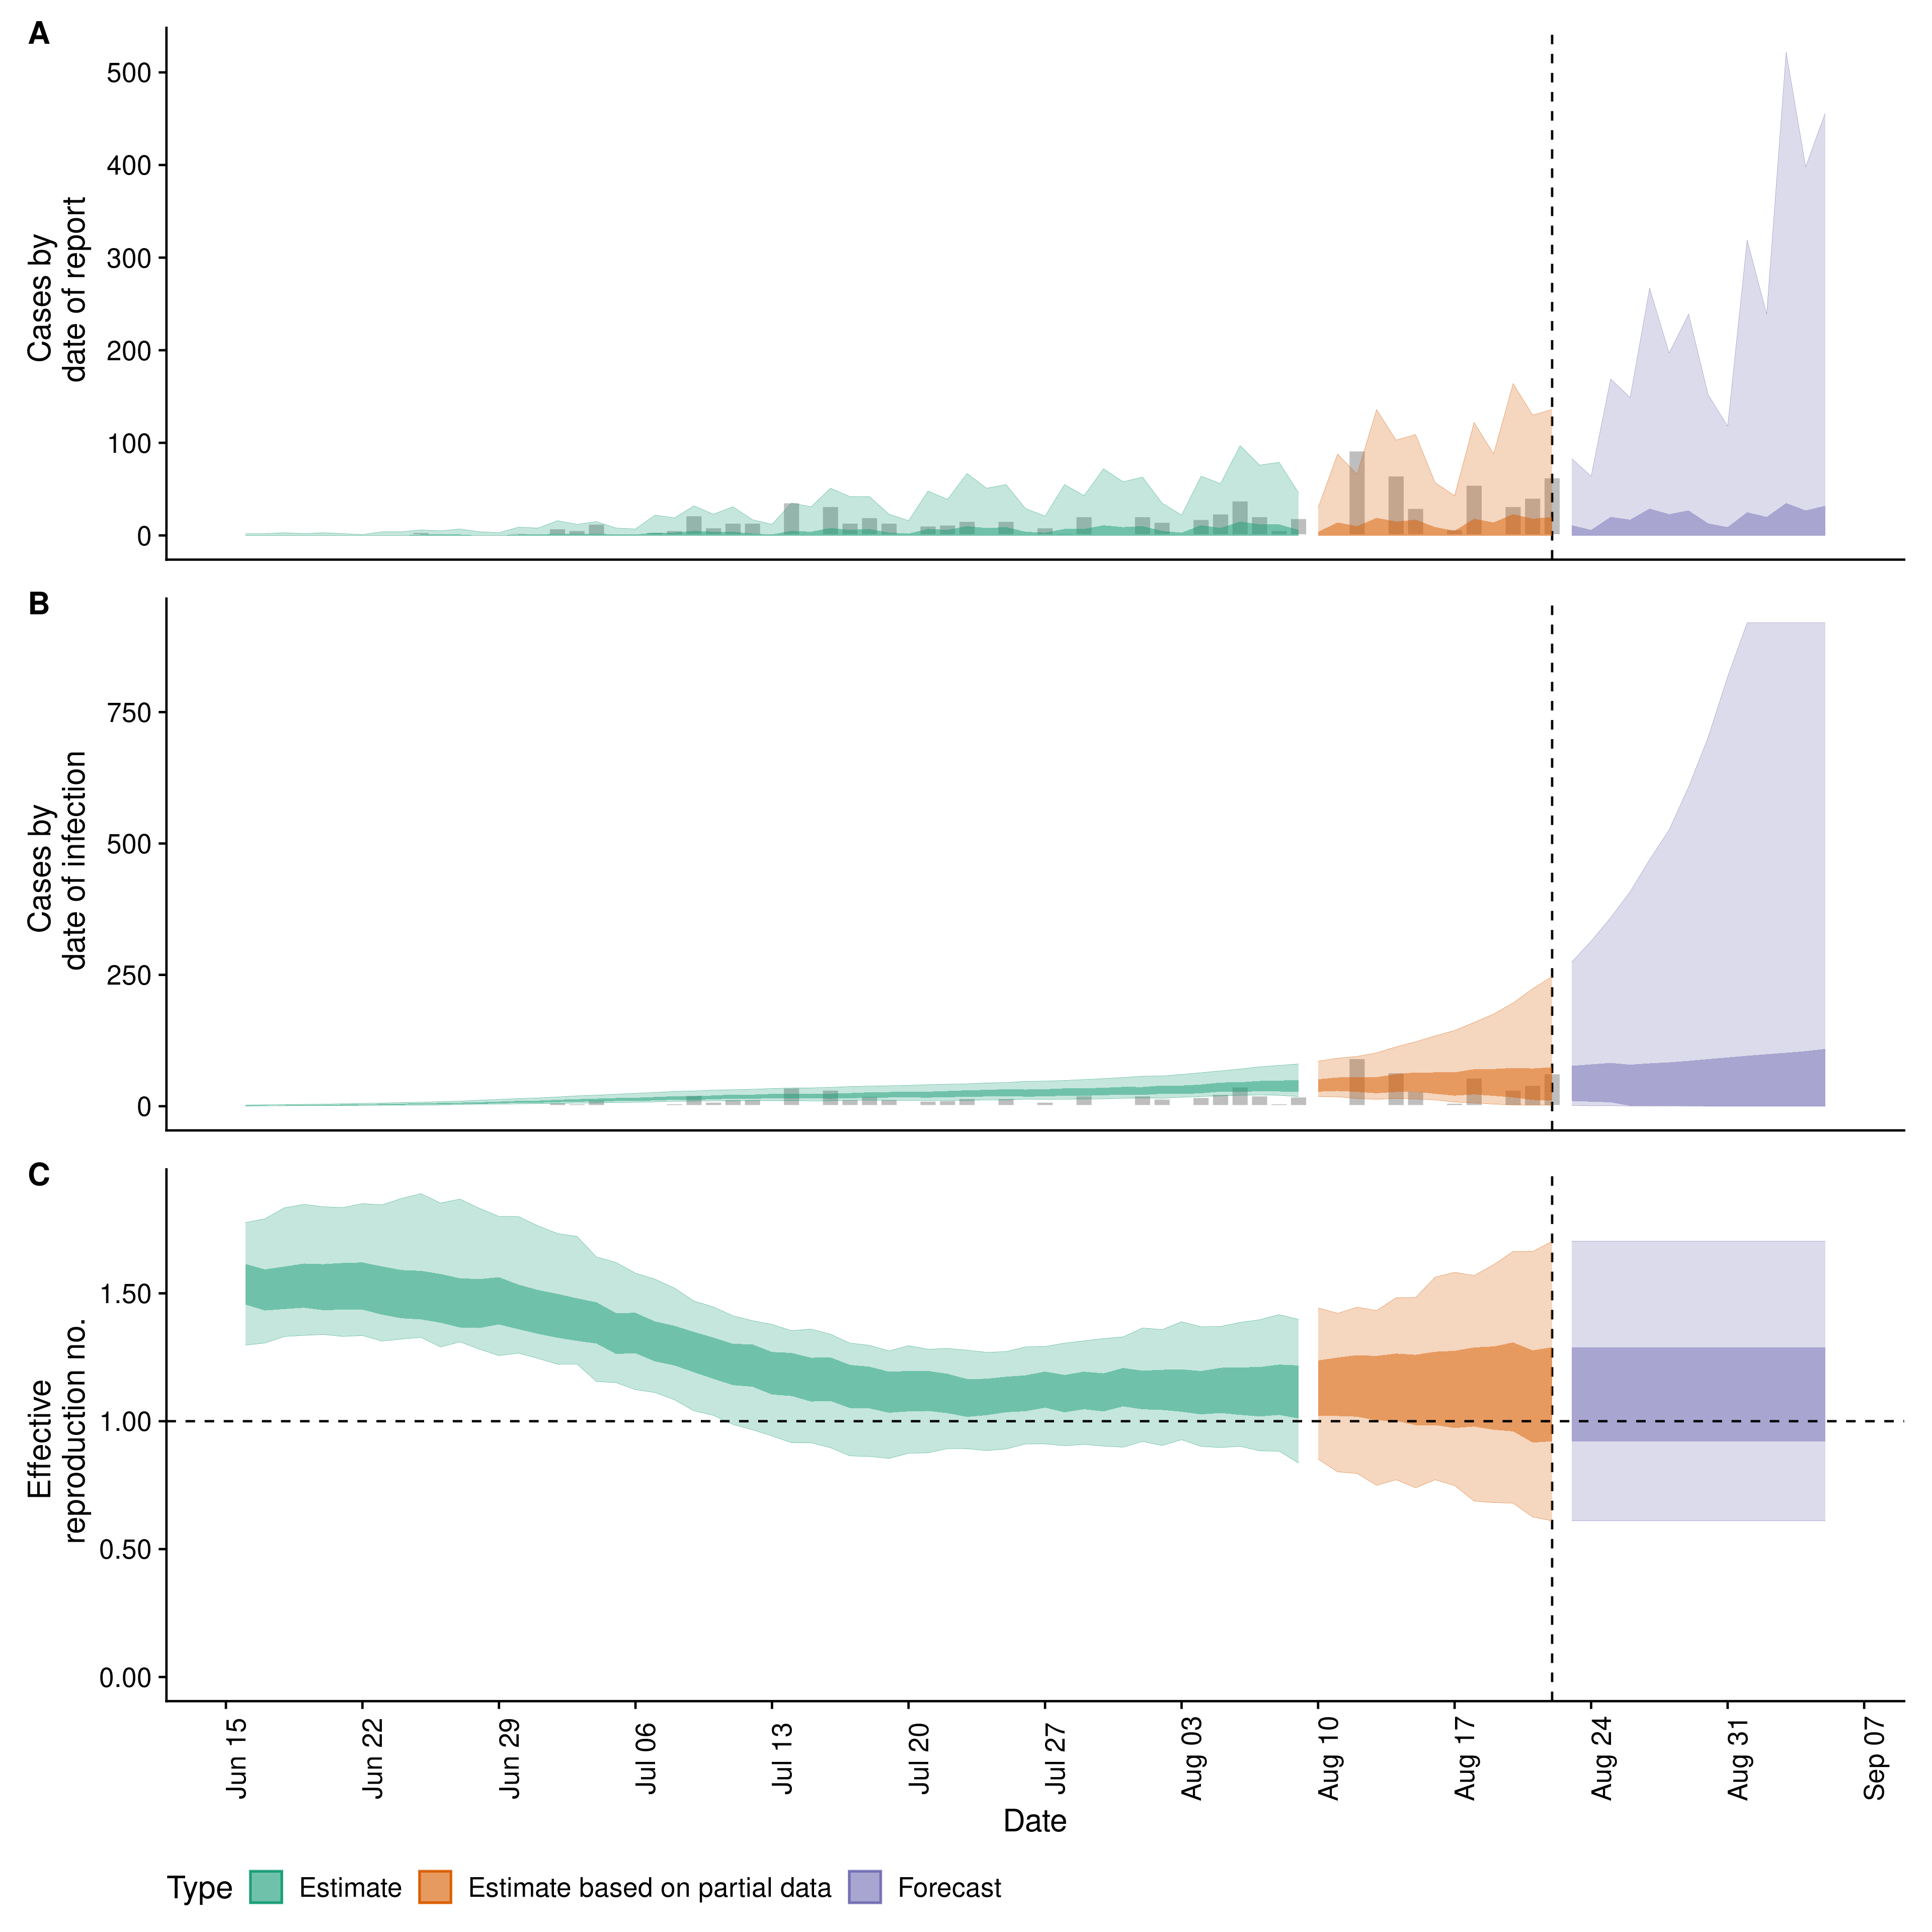 A
Cases by
date of report
500
400
300
200
100
0
B
Cases by
date of infection
750
500
250
0
C
Effective
reproduction no.
1.50
1.00
0.50
0.00
Jun 15
Jun 22
Jun 29
Jul 06
Jul 13
Jul 20
Jul 27
Aug 03
Aug 10
Aug 17
Aug 24
Aug 31
Sep 07
Date
Type Estimate Estimate based on partial data Forecast